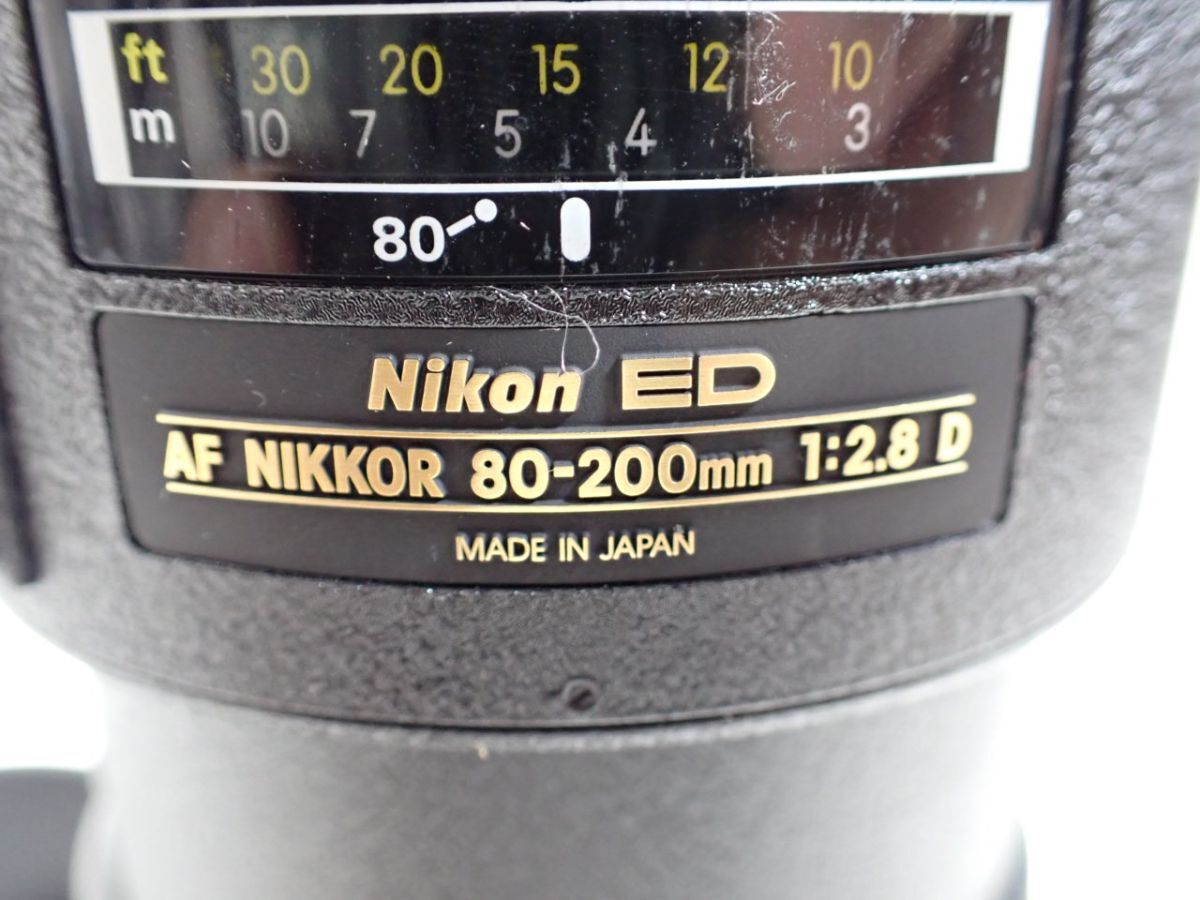 ft 30 20 15 12 10
m 10 7 5 4 3
80
Nikon ED
AF NIKKOR 80-200mm 1:2.8 D
MADE IN JAPAN